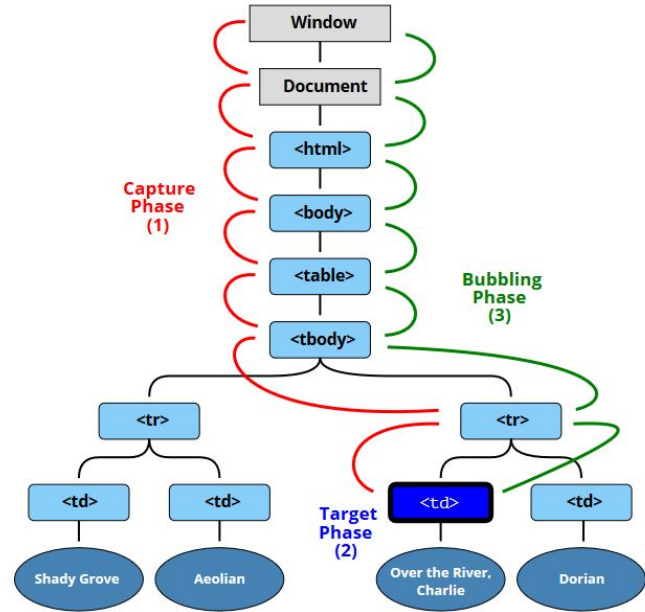 Window
Document
<html>
Capture
Phase
(1)
<body>
<table>
Bubbling
Phase
(3)
<tbody>
<tr>
<tr>
<td>
<td>
<td>
<td>
Target
Phase
(2)
Shady Grove
Aeolian
Over the River,
Charlie
Dorian